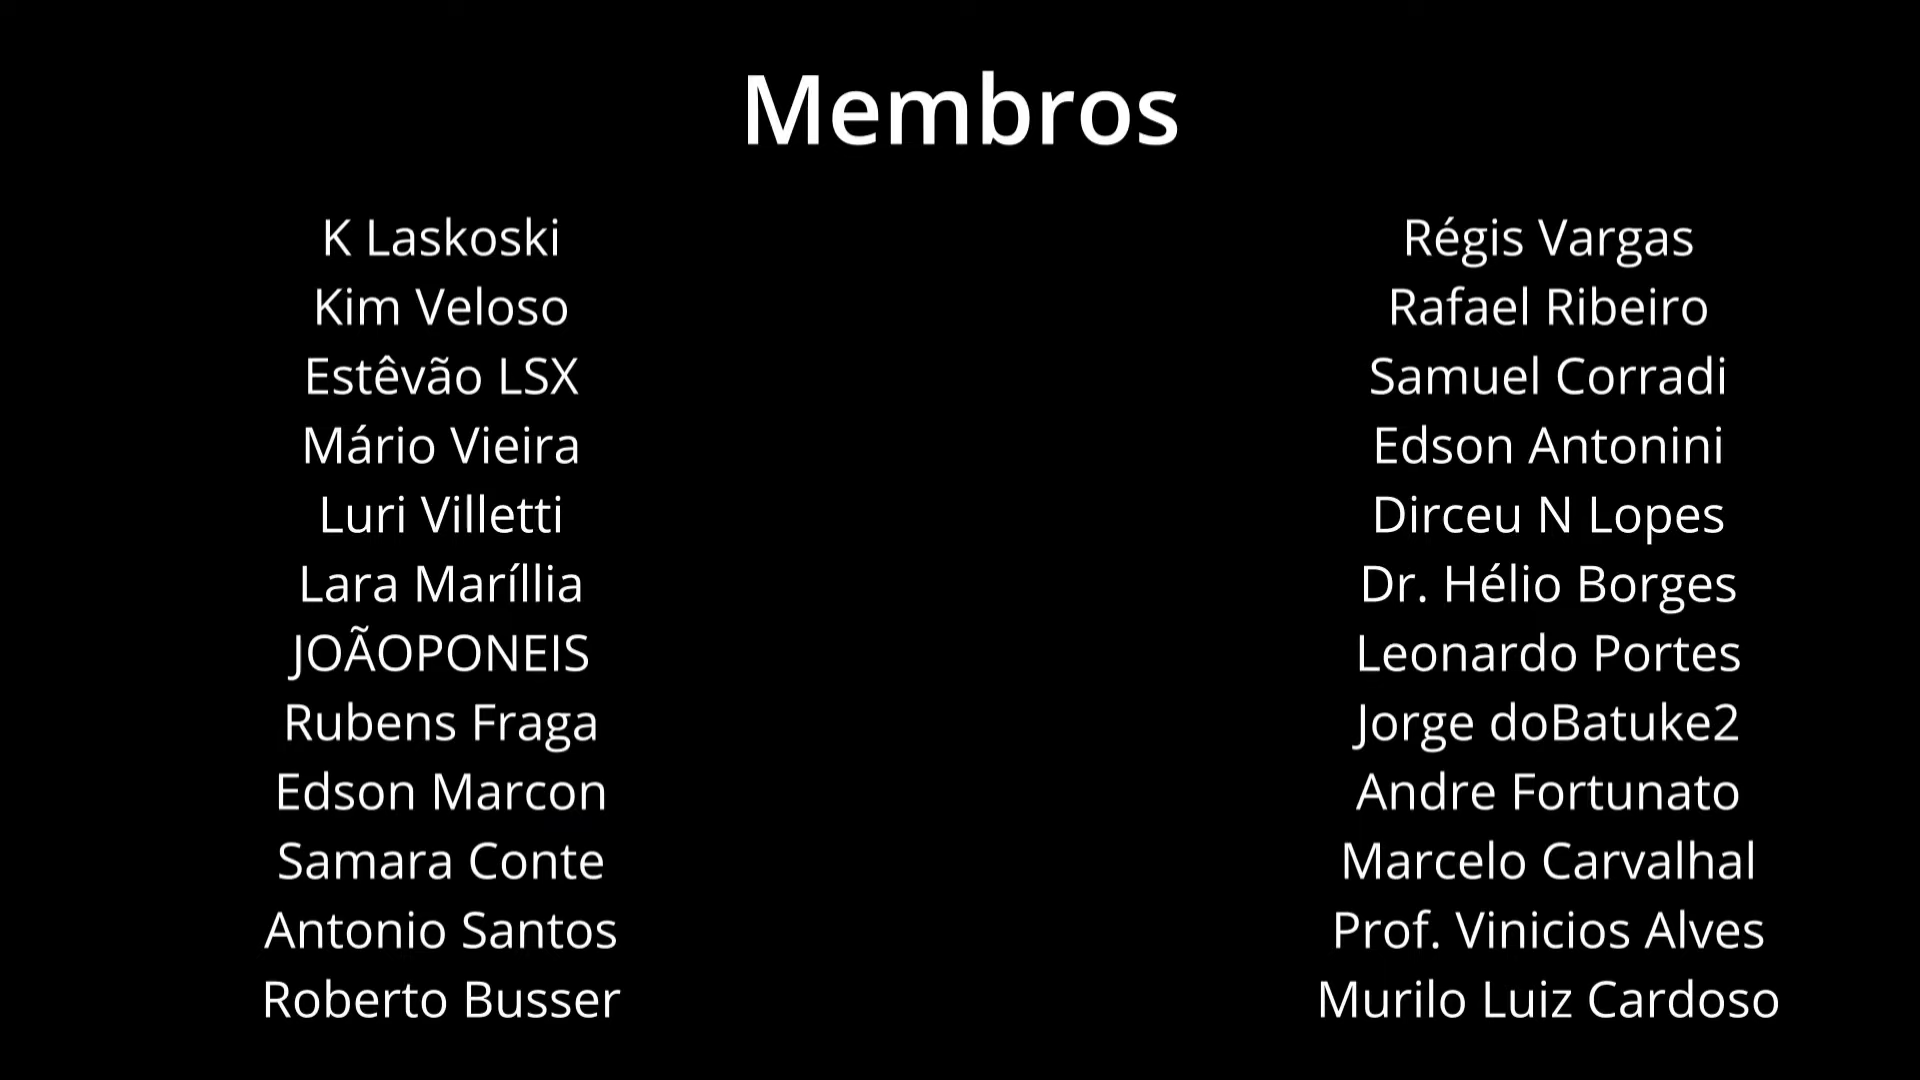 Membros
K Laskoski
Kim Veloso
Estêvão LSX
Mário Vieira
Luri Villetti
Lara Maríllia
JOÃOPONEIS
Rubens Fraga
Edson Marcon
Samara Conte
Antonio Santos
Roberto Busser
Régis Vargas
Rafael Ribeiro
Samuel Corradi
Edson Antonini
Dirceu N Lopes
Dr. Hélio Borges
Leonardo Portes
Jorge doBatuke2
Andre Fortunato
Marcelo Carvalhal
Prof. Vinicios Alves
Murilo Luiz Cardoso